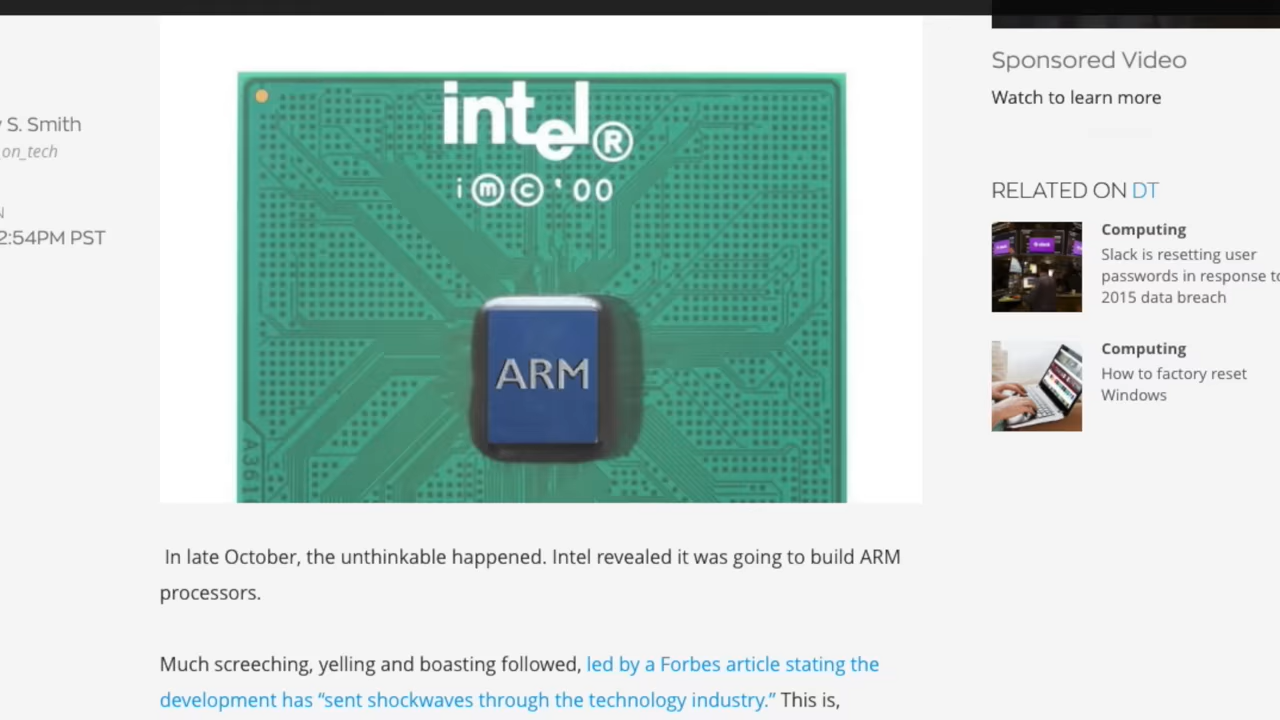 y S. Smith
_on_tech
2:54PM PST
intel®
i ⓜ ⓒ '00
ARM
A361
In late October, the unthinkable happened. Intel revealed it was going to build ARM
processors.
Much screeching, yelling and boasting followed, led by a Forbes article stating the
development has “sent shockwaves through the technology industry.” This is,
Sponsored Video
Watch to learn more
RELATED ON DT
Computing
Slack is resetting user
passwords in response to
2015 data breach
Computing
How to factory reset
Windows